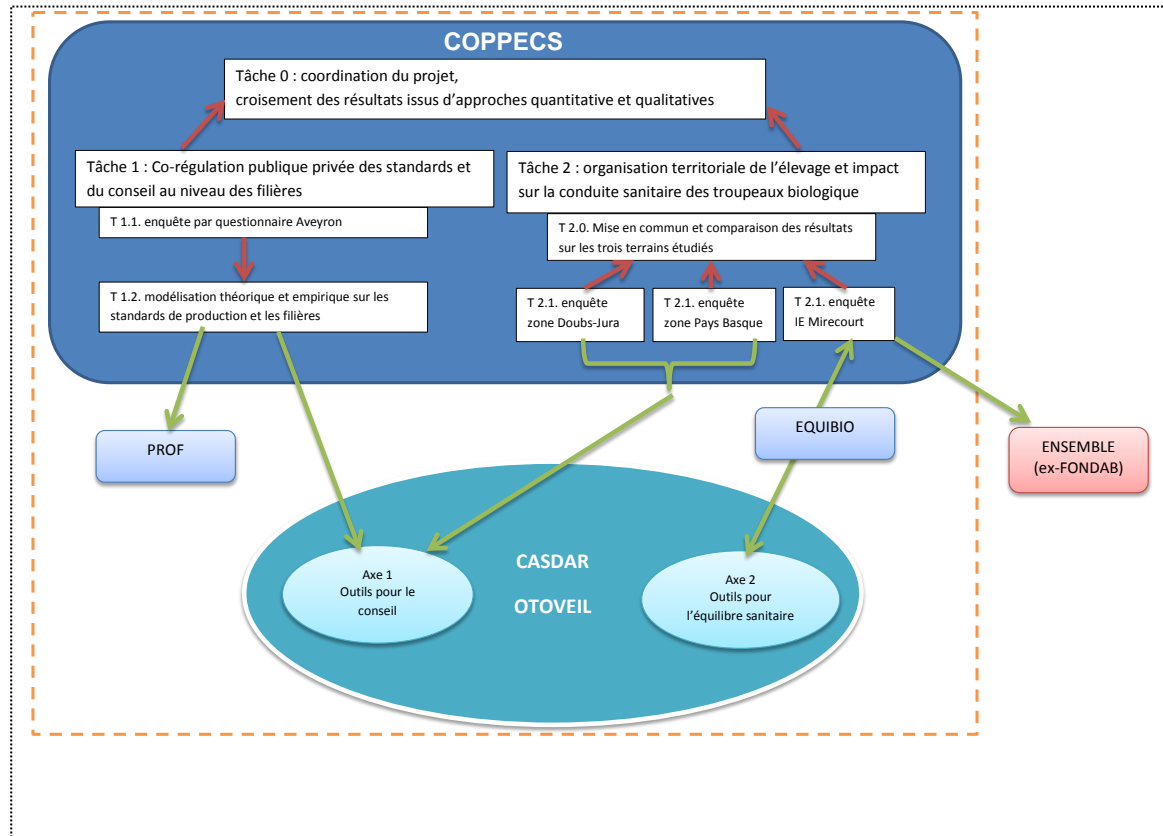 COPPECS
Tâche 0 : coordination du projet,
croisement des résultats issus d'approches quantitative et qualitatives
Tâche 1 : Co-régulation publique privée des standards et
du conseil au niveau des filières
T 1.1. enquête par questionnaire Aveyron
T 1.2. modélisation théorique et empirique sur les
standards de production et les filières
Tâche 2 : organisation territoriale de l'élevage et impact
sur la conduite sanitaire des troupeaux biologique
T 2.0. Mise en commun et comparaison des résultats
sur les trois terrains étudiés
T 2.1. enquête
zone Doubs-Jura
T 2.1. enquête
zone Pays Basque
T 2.1. enquête
IE Mirecourt
PROF
EQUIBIO
ENSEMBLE
(ex-FONDAB)
CASDAR
OTOVEIL
Axe 1
Outils pour le
conseil
Axe 2
Outils pour
l'équilibre sanitaire